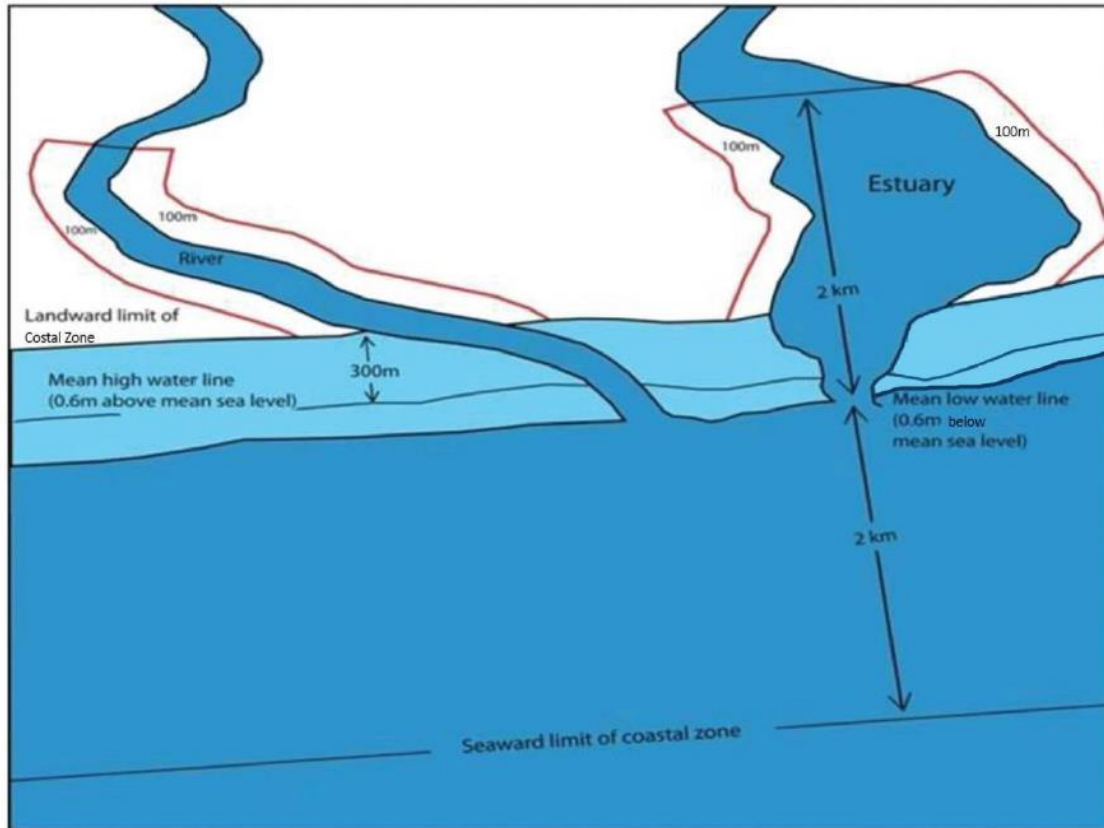 100m
100m
Estuary
100m
100m
River
2 km
Landward limit of
Costal Zone
300m
Mean high water line
(0.6m above mean sea level)
Mean low water line
(0.6m below
mean sea level)
2 km
Seaward limit of coastal zone